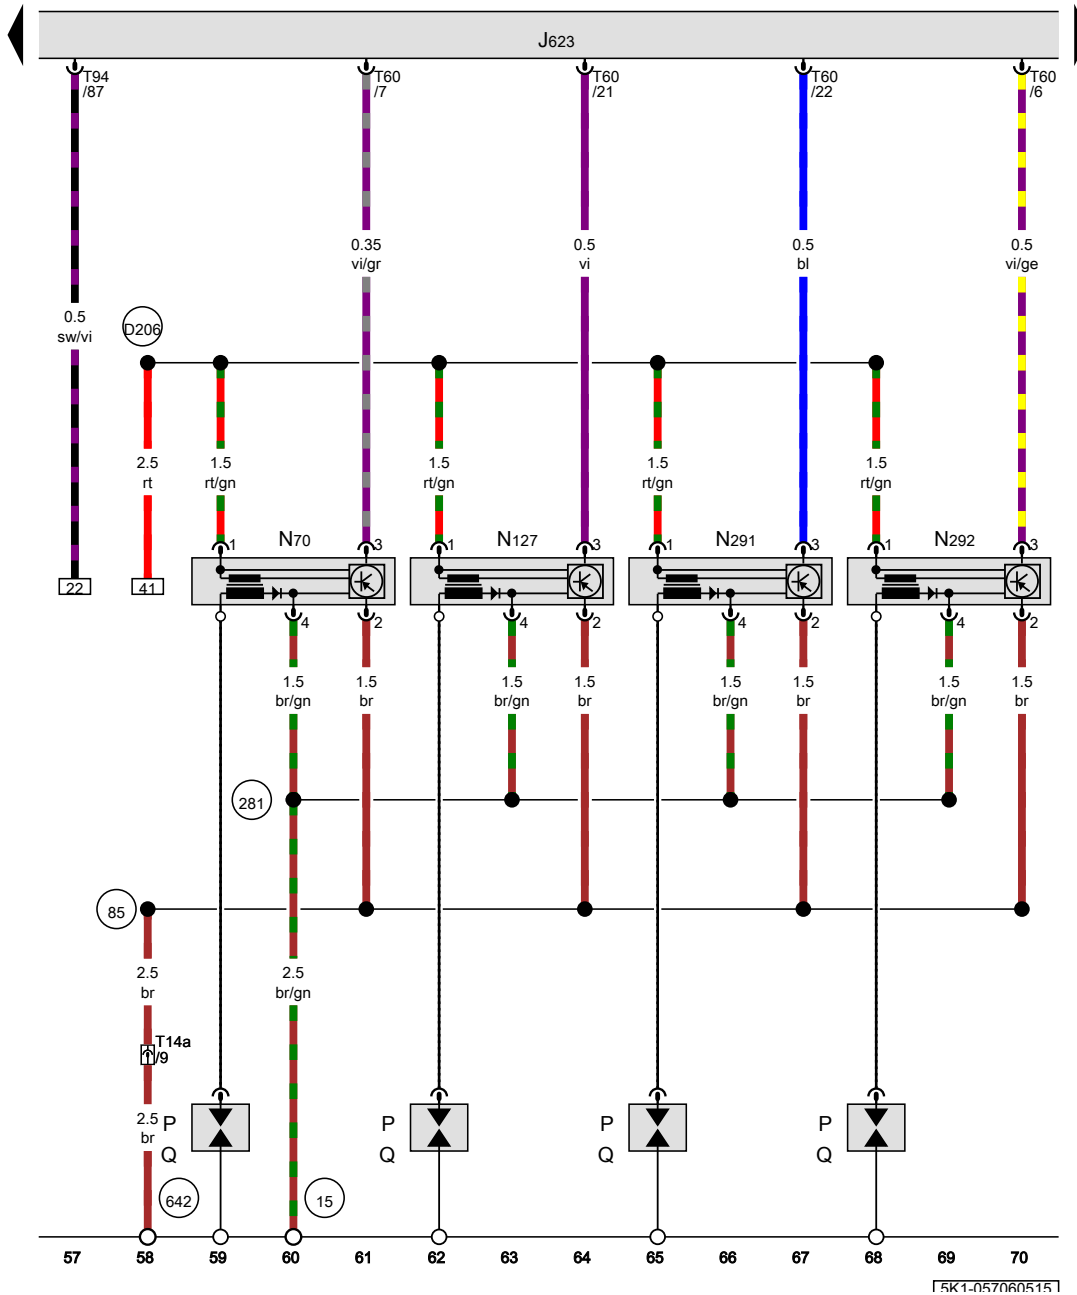 J623
T94
/87
T60
/7
T60
/21
T60
/22
T60
/6
0.35
vi/gr
0.5
vi
0.5
bl
0.5
vi/ge
0.5
sw/vi
D206
2.5
rt
1.5
rt/gn
1.5
rt/gn
1.5
rt/gn
1.5
rt/gn
1 N70 3
1 N127 3
1 N291 3
1 N292 3
22
41
4 2
4 2
4 2
4 2
1.5
br/gn
1.5
br
1.5
br/gn
1.5
br
1.5
br/gn
1.5
br
1.5
br/gn
1.5
br
281
85
2.5
br
2.5
br/gn
T14a
/9
2.5
br
P
Q
P
Q
P
Q
P
Q
642
15
57 58 59 60 61 62 63 64 65 66 67 68 69 70
5K1-057060515